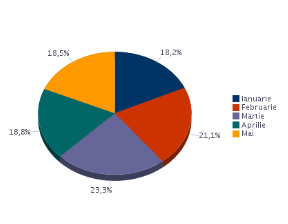 18,5%
18,2%
18,8%
21,1%
23,3%
Ianuarie
Februarie
Martie
Aprilie
Mai